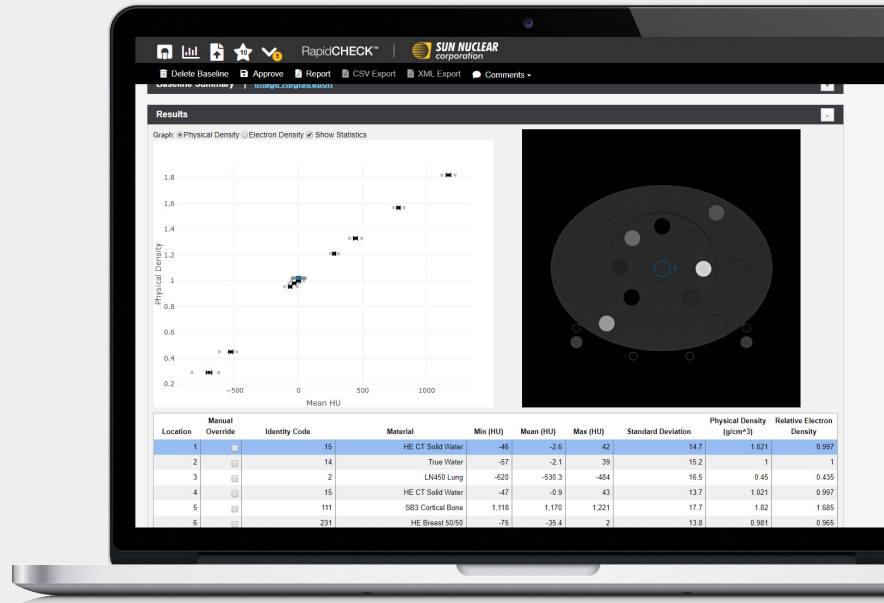 10
5
RapidCHECK™
SUN NUCLEAR
corporation
Delete Baseline Approve Report CSV Export XML Export Comments
Baseline Summary | Image Registration
Results
-
Graph: Physical Density Electron Density Show Statistics
1.8
1.6
1.4
1.2
1
0.8
0.6
0.4
0.2
Physical Density
−500 0 500 1000
Mean HU
1
Location Manual Override Identity Code Material Min (HU) Mean (HU) Max (HU) Standard Deviation Physical Density (g/cm^3) Relative Electron Density
1 15 HE CT Solid Water -46 -2.6 42 14.7 1.021 0.997
2 14 True Water -57 -2.1 39 15.2 1 1
3 2 LN450 Lung -620 -530.3 -484 16.5 0.45 0.435
4 15 HE CT Solid Water -47 -0.9 43 13.7 1.021 0.997
5 111 SB3 Cortical Bone 1,118 1,170 1,221 17.7 1.82 1.685
6 231 HE Breast 50/50 -75 -35.4 2 13.8 0.981 0.965